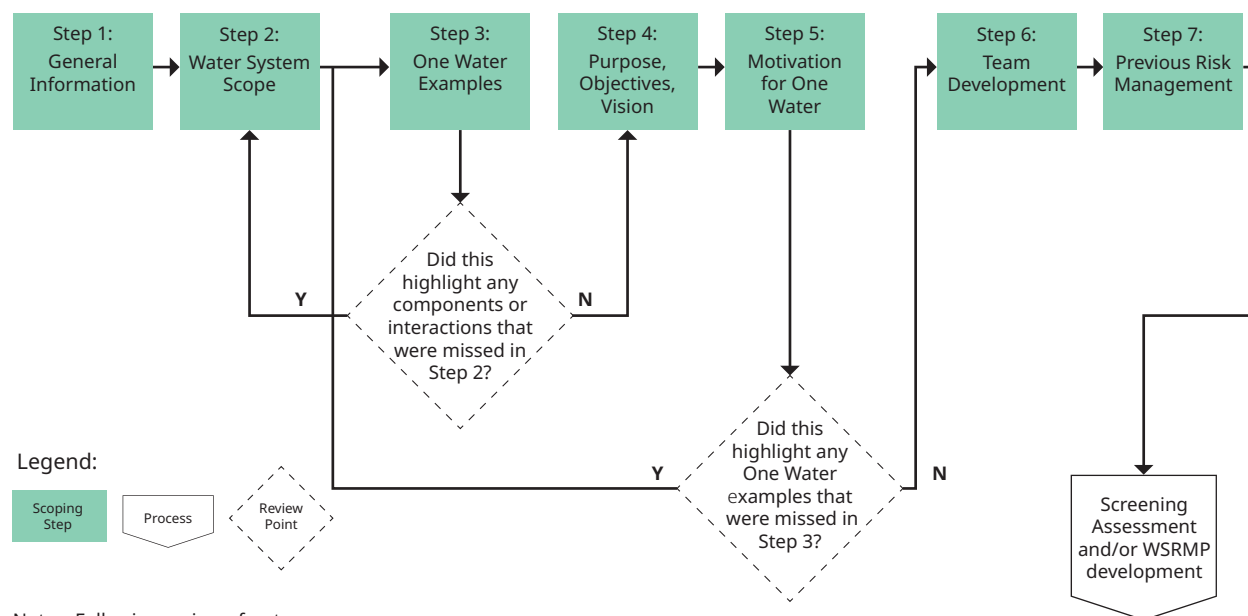 Step 1:
General
Information
Step 2:
Water System
Scope
Step 3:
One Water
Examples
Step 4:
Purpose,
Objectives,
Vision
Step 5:
Motivation
for One
Water
Step 6:
Team
Development
Step 7:
Previous Risk
Management
Did this
highlight any
components or
interactions that
were missed in
Step 2?
Y
N
Did this
highlight any
One Water
examples that
were missed in
Step 3?
Y
N
Legend:
Scoping
Step
Process
Review
Point
Screening
Assessment
and/or WSRMP
development